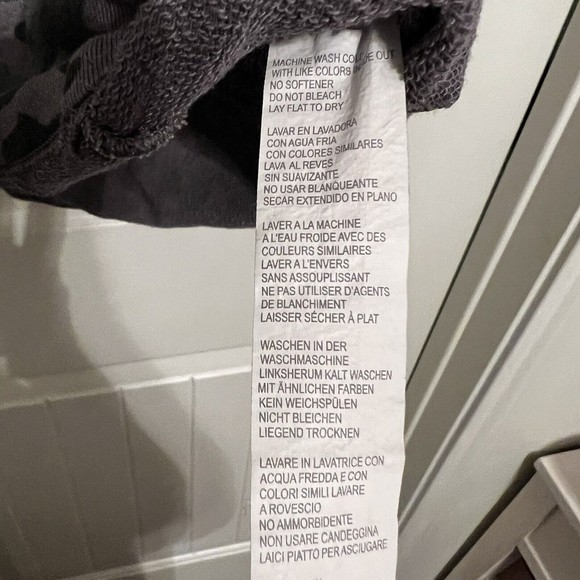 MACHINE WASH OUT
WITH LIKE COLORS
NO SOFTENER
DO NOT BLEACH
LAY FLAT TO DRY
LAVAR EN LAVADORA
CON AGUA FRIA
CON COLORES SIMILARES
LAVA AL REVES
SIN SUAVIZANTE
NO USAR BLANQUEANTE
SECAR EXTENDIDO EN PLANO
LAVER A LA MACHINE
A L'EAU FROIDE AVEC DES
COULEURS SIMILAIRES
LAVER A L'ENVERS
SANS ASSOUPLISSANT
NE PAS UTILISER D'AGENTS
DE BLANCHIMENT
LAISSER SÉCHER À PLAT
WASCHEN IN DER
WASCHMASCHINE
LINKSHERUM KALT WASCHEN
MIT ÄHNLICHEN FARBEN
KEIN WEICHSPÜLEN
NICHT BLEICHEN
LIEGEND TROCKNEN
LAVARE IN LAVATRICE CON
ACQUA FREDDA E CON
COLORI SIMILI LAVARE
A ROVESCIO
NO AMMORBIDENTE
NON USARE CANDEGGINA
LAICI PIATTO PER ASCIUGARE